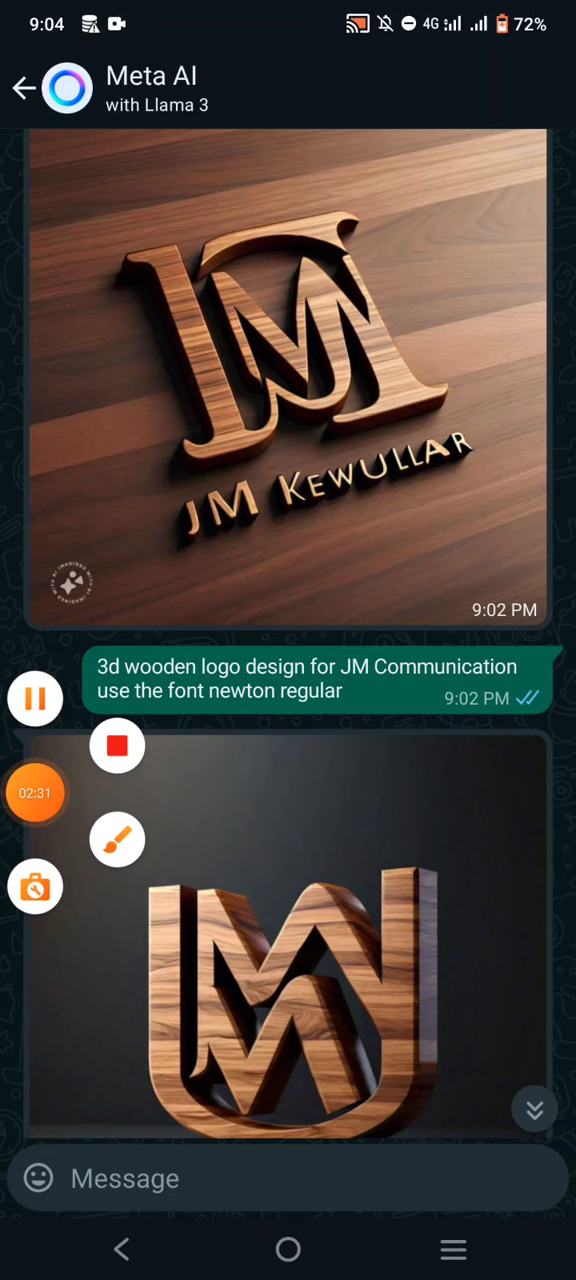 9:04
4G
72%
Meta AI
with Llama 3
JM KEWULLAR
9:02 PM
3d wooden logo design for JM Communication
use the font newton regular
9:02 PM
02:31
Message